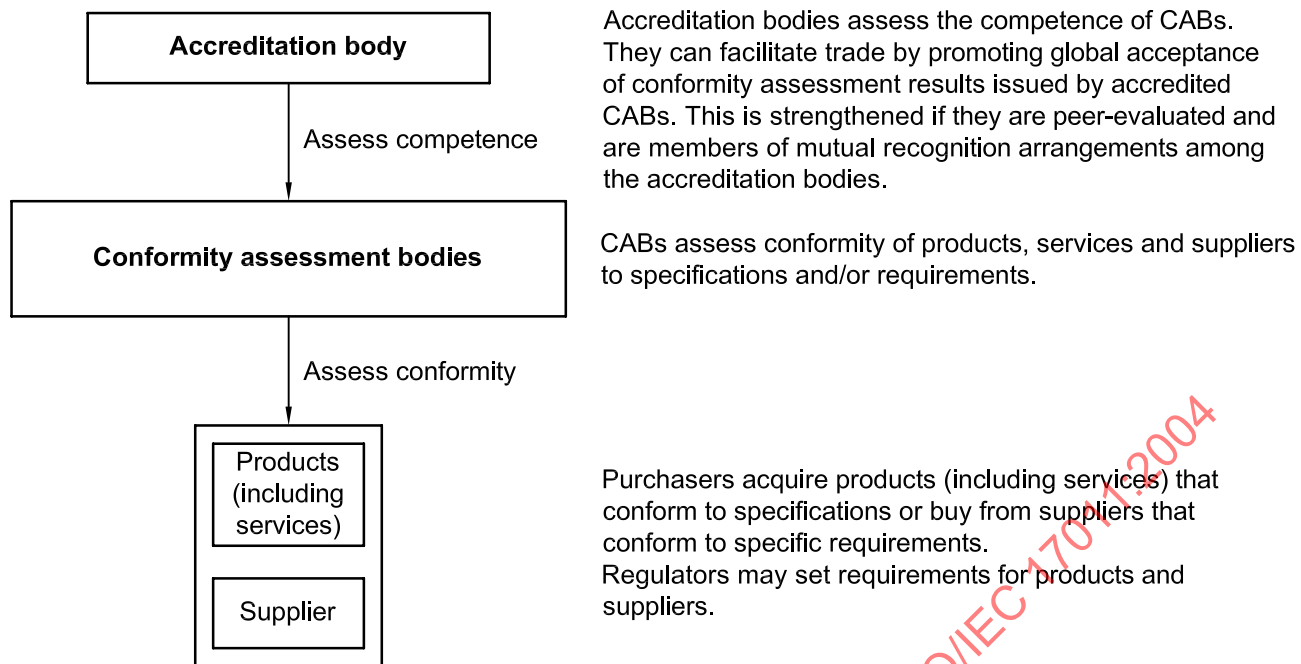 Accreditation body
Assess competence
Conformity assessment bodies
Assess conformity
Products
(including
services)
Supplier
Accreditation bodies assess the competence of CABs.
They can facilitate trade by promoting global acceptance
of conformity assessment results issued by accredited
CABs. This is strengthened if they are peer-evaluated and
are members of mutual recognition arrangements among
the accreditation bodies.
CABs assess conformity of products, services and suppliers
to specifications and/or requirements.
Purchasers acquire products (including services) that
conform to specifications or buy from suppliers that
conform to specific requirements.
Regulators may set requirements for products and
suppliers.
/IEC 17011:2004